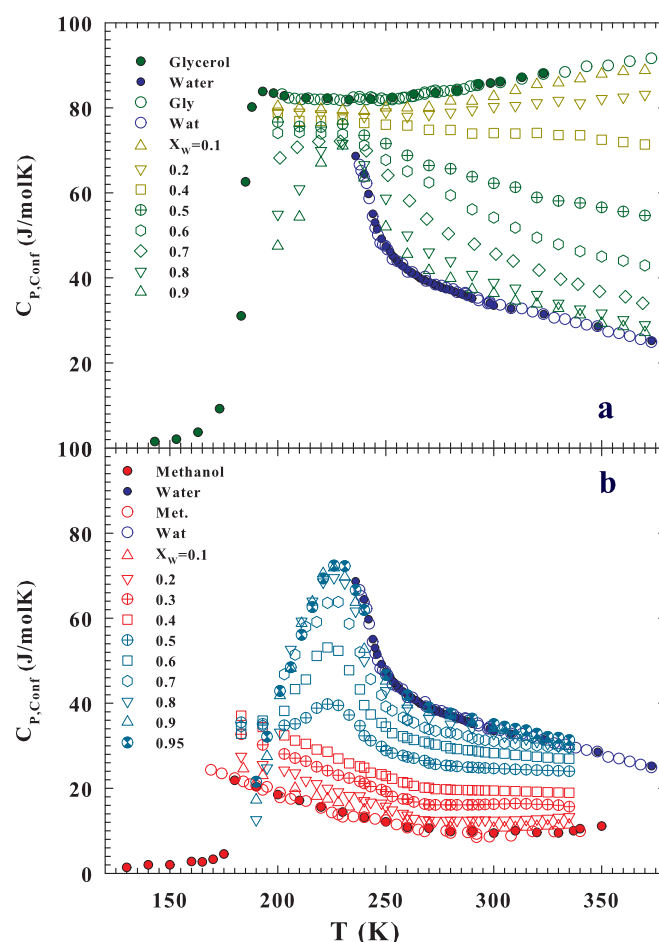 100
80
60
40
20
C_P,Conf (J/molK)
Glycerol
Water
Gly
Wat
X_W=0.1
0.2
0.4
0.5
0.6
0.7
0.8
0.9
a
100
80
60
40
20
0
C_P,Conf (J/molK)
Methanol
Water
Met.
Wat
X_W=0.1
0.2
0.3
0.4
0.5
0.6
0.7
0.8
0.9
0.95
b
150 200 250 300 350
T (K)